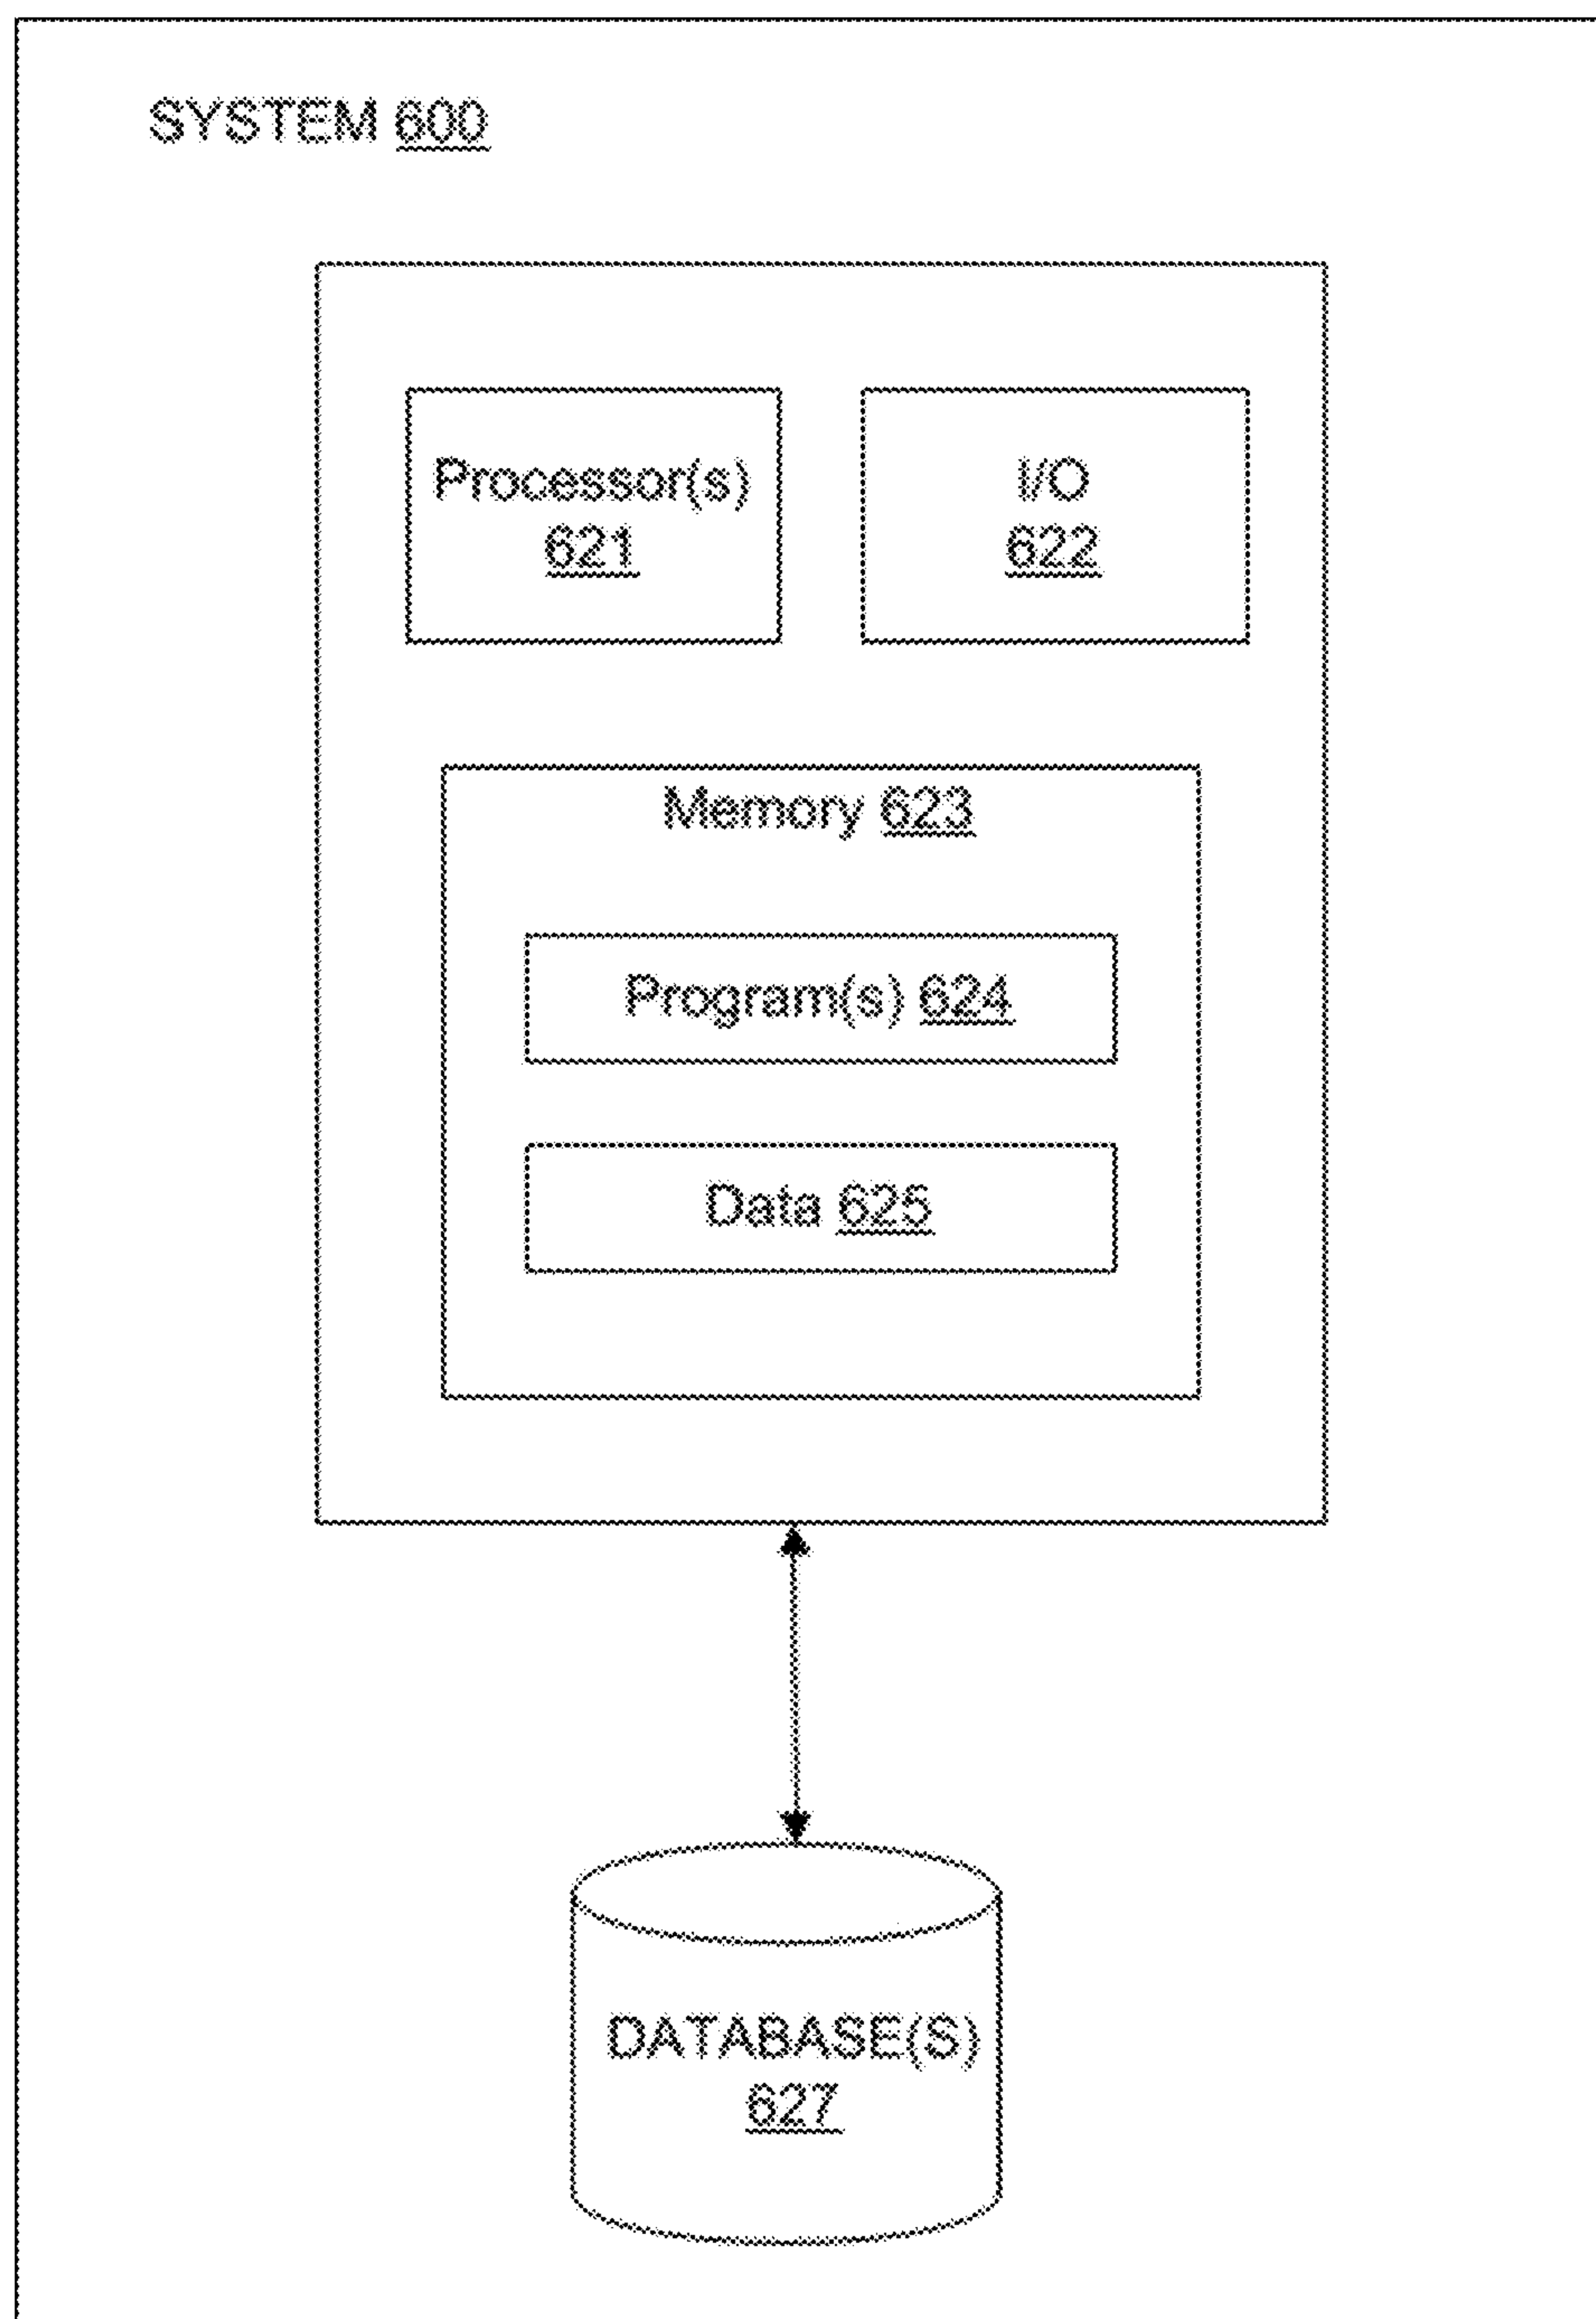 SYSTEM 600
Processor(s)
621
I/O
622
Memory 623
Program(s) 624
Data 625
DATABASE(S)
627